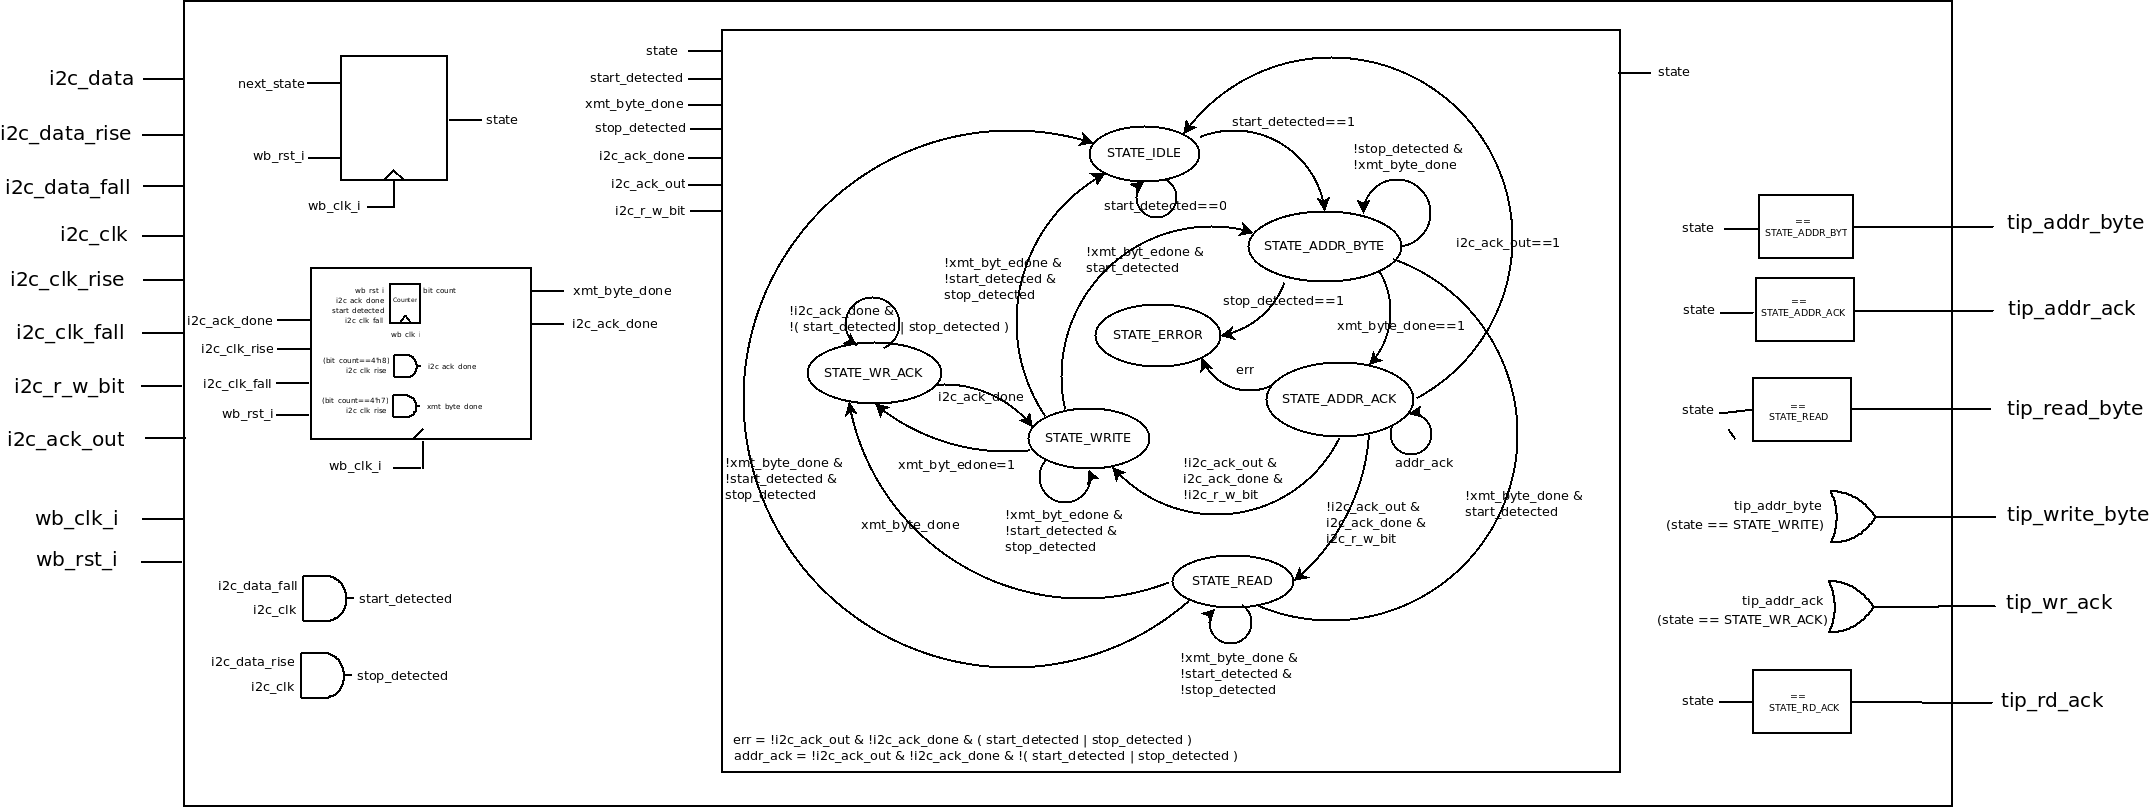 i2c_data
i2c_data_rise
i2c_data_fall
i2c_clk
i2c_clk_rise
i2c_clk_fall
i2c_r_w_bit
i2c_ack_out
wb_clk_i
wb_rst_i
next_state
wb_rst_i
wb_clk_i
state
i2c_ack_done
i2c_clk_rise
i2c_clk_fall
wb_rst_i
wb_clk_i
wb rst i
i2c ack done
start detected
i2c clk fall
Counter
bit count
wb clk i
(bit count==4'h8)
i2c clk rise
i2c ack done
(bit count==4'h7)
i2c clk rise
xmt byte done
xmt_byte_done
i2c_ack_done
i2c_data_fall
i2c_clk
start_detected
i2c_data_rise
i2c_clk
stop_detected
state
start_detected
xmt_byte_done
stop_detected
i2c_ack_done
i2c_ack_out
i2c_r_w_bit
STATE_IDLE
start_detected==1
start_detected==0
!stop_detected &
!xmt_byte_done
STATE_ADDR_BYTE
i2c_ack_out==1
!xmt_byt_edone &
start_detected
!xmt_byt_edone &
!start_detected &
stop_detected
stop_detected==1
xmt_byte_done==1
STATE_ERROR
err
!i2c_ack_done &
!( start_detected | stop_detected )
STATE_WR_ACK
i2c_ack_done
STATE_ADDR_ACK
addr_ack
STATE_WRITE
xmt_byt_edone=1
!xmt_byte_done &
!start_detected &
stop_detected
xmt_byte_done
!xmt_byt_edone &
!start_detected &
stop_detected
!i2c_ack_out &
i2c_ack_done &
!i2c_r_w_bit
!i2c_ack_out &
i2c_ack_done &
i2c_r_w_bit
!xmt_byte_done &
start_detected
STATE_READ
!xmt_byte_done &
!start_detected &
!stop_detected
err = !i2c_ack_out & !i2c_ack_done & ( start_detected | stop_detected )
addr_ack = !i2c_ack_out & !i2c_ack_done & !( start_detected | stop_detected )
state
state
==
STATE_ADDR_BYT
tip_addr_byte
state
==
STATE_ADDR_ACK
tip_addr_ack
state
==
STATE_READ
tip_read_byte
tip_addr_byte
(state == STATE_WRITE)
tip_write_byte
tip_addr_ack
(state == STATE_WR_ACK)
tip_wr_ack
state
==
STATE_RD_ACK
tip_rd_ack